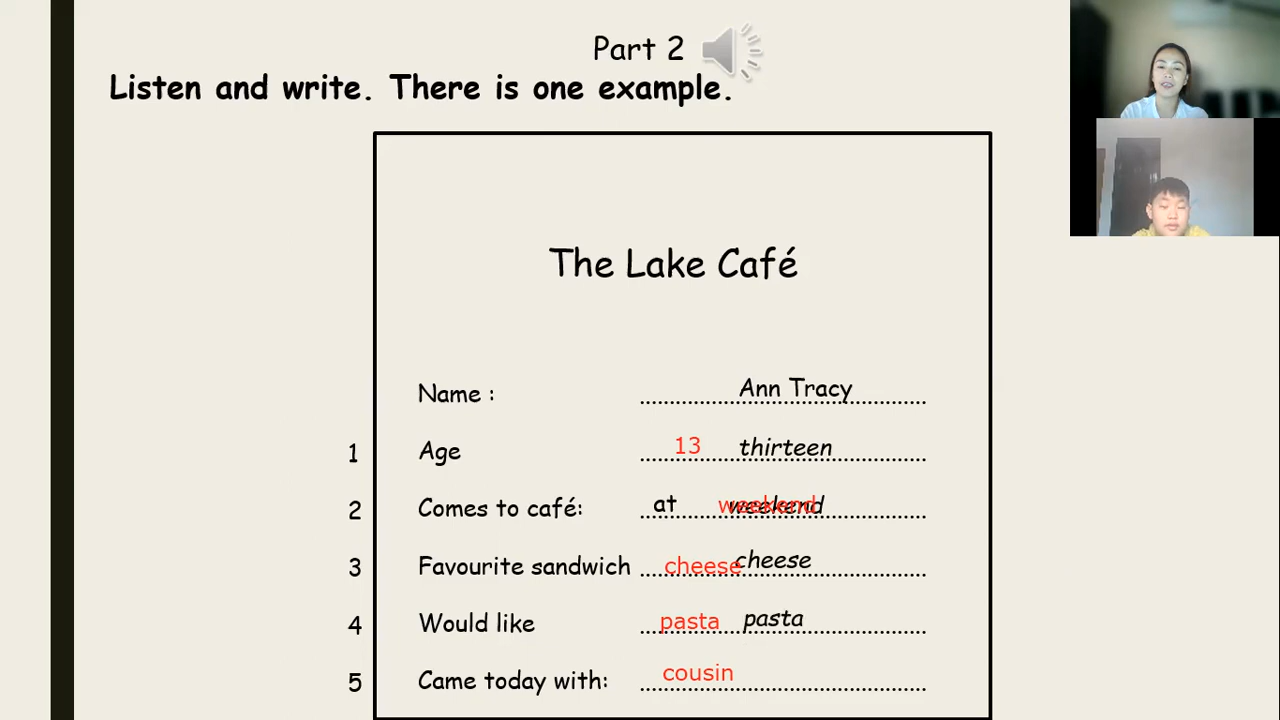 Part 2
Listen and write. There is one example.
The Lake Café
Name : Ann Tracy
1 Age 13 thirteen
2 Comes to café: at weekend weekend
3 Favourite sandwich cheese cheese
4 Would like pasta pasta
5 Came today with: cousin